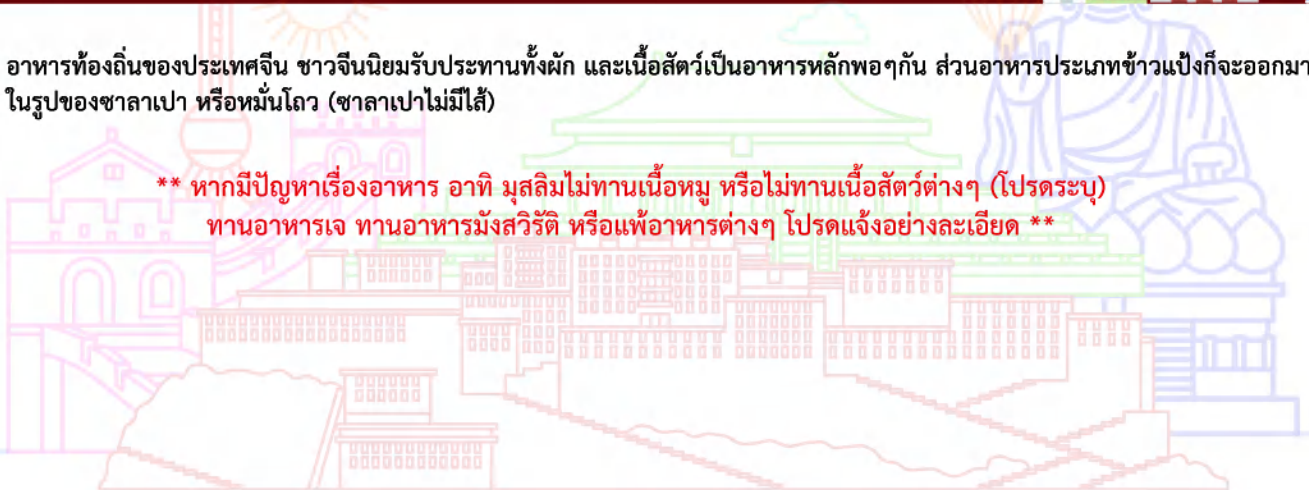 อาหารท้องถิ่นของประเทศจีน ชาวจีนนิยมรับประทานทั้งผัก และเนื้อสัตว์เป็นอาหารหลักพอๆกัน ส่วนอาหารประเภทข้าวแป้งก็จะออกมา
ในรูปของซาลาเปา หรือหมั่นโถว (ซาลาเปาไม่มีไส้)
** หากมีปัญหาเรื่องอาหาร อาทิ มุสลิมไม่ทานเนื้อหมู หรือไม่ทานเนื้อสัตว์ต่างๆ (โปรดระบุ)
ทานอาหารเจ ทานอาหารมังสวิรัติ หรือแพ้อาหารต่างๆ โปรดแจ้งอย่างละเอียด **